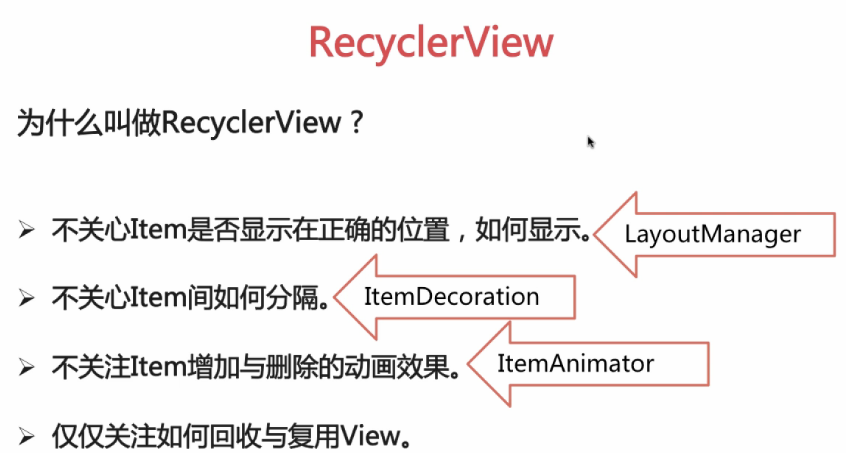 RecyclerView
为什么叫做RecyclerView？
不关心Item是否显示在正确的位置，如何显示。 LayoutManager
不关心Item间如何分隔。 ItemDecoration
不关注Item增加与删除的动画效果。 ItemAnimator
仅仅关注如何回收与复用View。